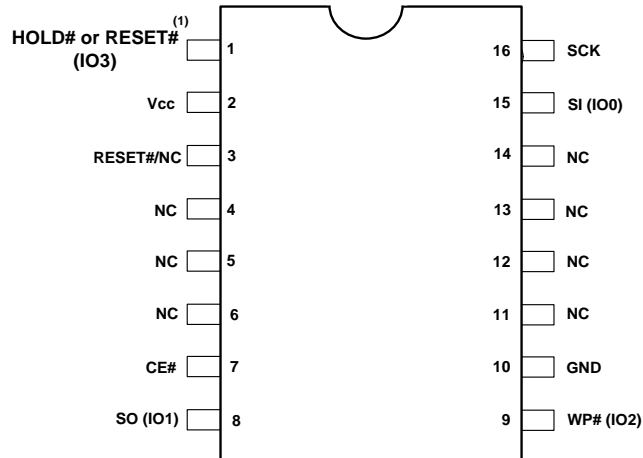 HOLD# or RESET# (1)
(IO3)
1
16
SCK
Vcc
2
15
SI (IO0)
RESET#/NC
3
14
NC
NC
4
13
NC
NC
5
12
NC
NC
6
11
NC
CE#
7
10
GND
SO (IO1)
8
9
WP# (IO2)